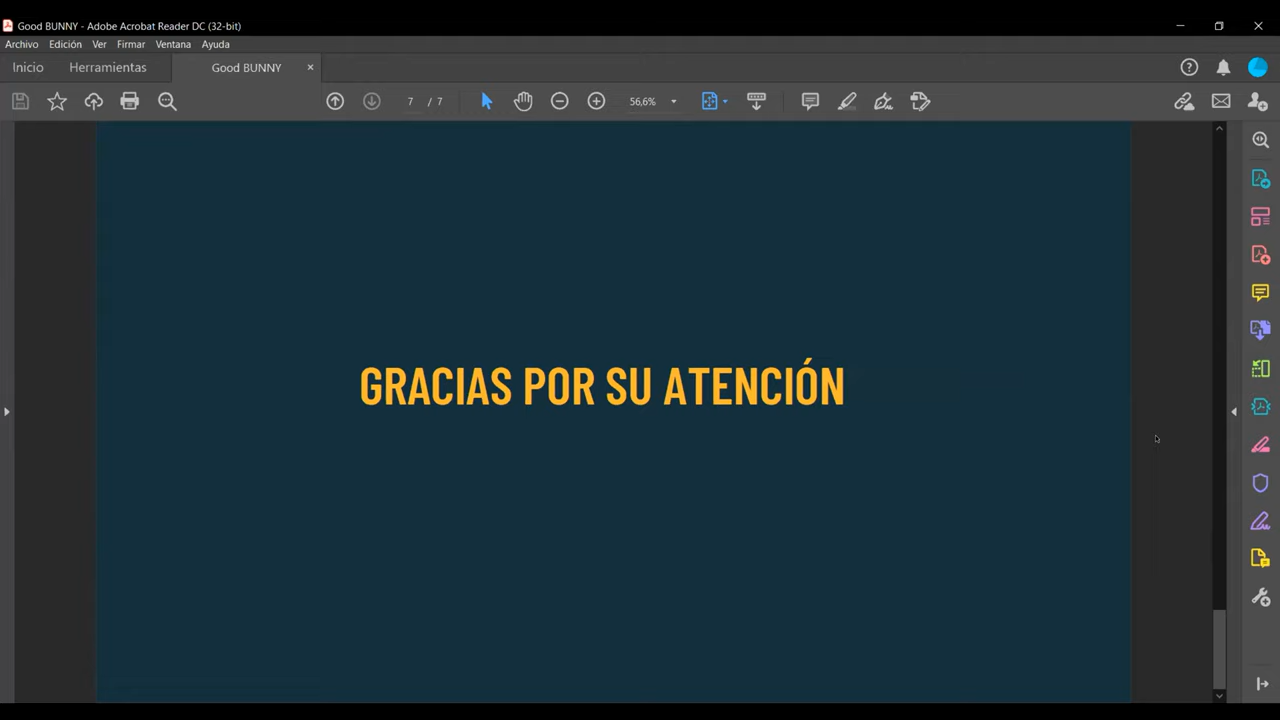 Good BUNNY - Adobe Acrobat Reader DC (32-bit)
Archivo Edición Ver Firmar Ventana Ayuda
Inicio Herramientas Good BUNNY
7 / 7 56,6%
GRACIAS POR SU ATENCIÓN